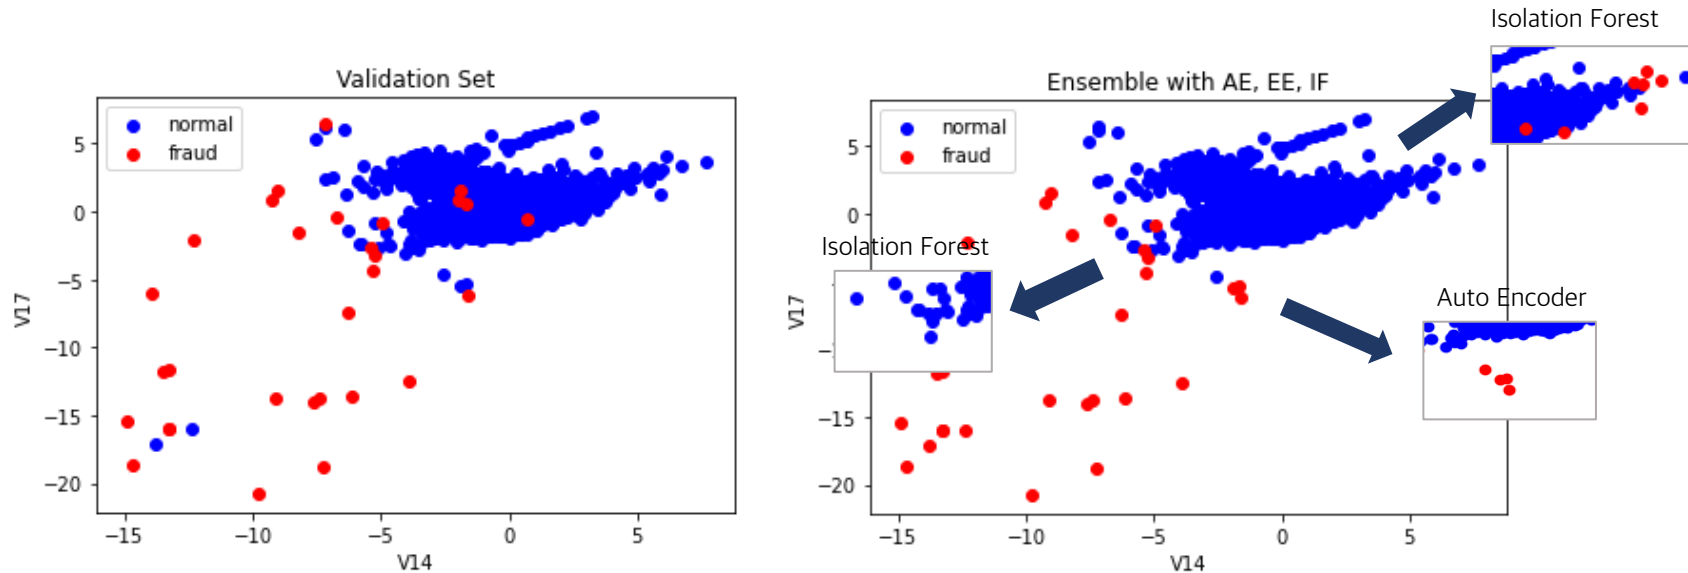 Validation Set
normal
fraud
5
0
−5
−10
−15
−20
V17
−15
−10
−5
0
5
V14
Ensemble with AE, EE, IF
normal
fraud
5
0
−
−15
−20
V17
−15
−10
−5
0
5
V14
Isolation Forest
Isolation Forest
Auto Encoder